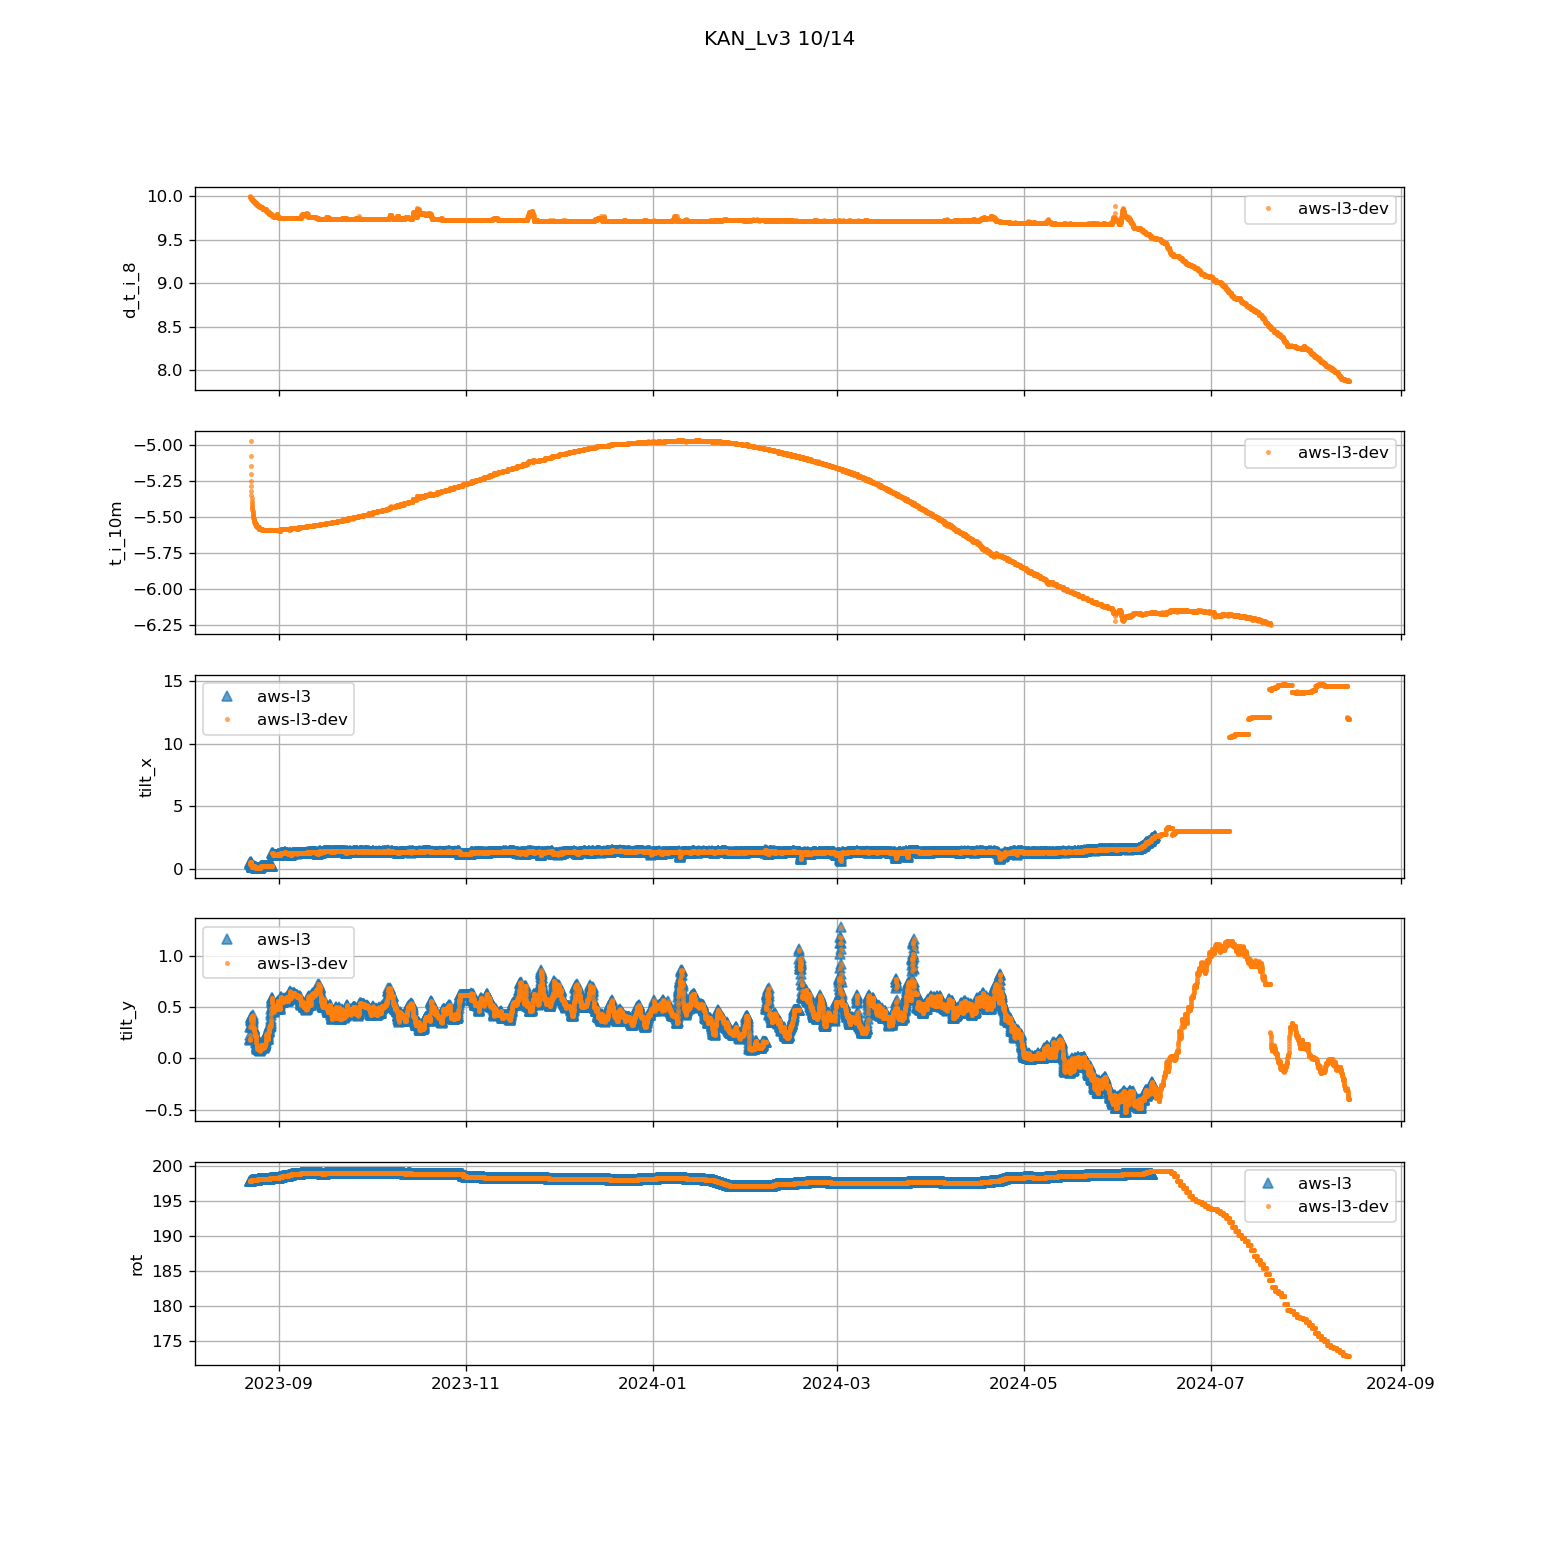 KAN_Lv3 10/14
10.0
9.5
9.0
8.5
8.0
d_t_i_8
aws-l3-dev
−5.00
−5.25
−5.50
−5.75
−6.00
−6.25
t_i_10m
aws-l3-dev
15
10
5
0
tilt_x
aws-l3
aws-l3-dev
1.0
0.5
0.0
−0.5
tilt_y
aws-l3
aws-l3-dev
200
195
190
185
180
175
rot
aws-l3
aws-l3-dev
2023-09 2023-11 2024-01 2024-03 2024-05 2024-07 2024-09